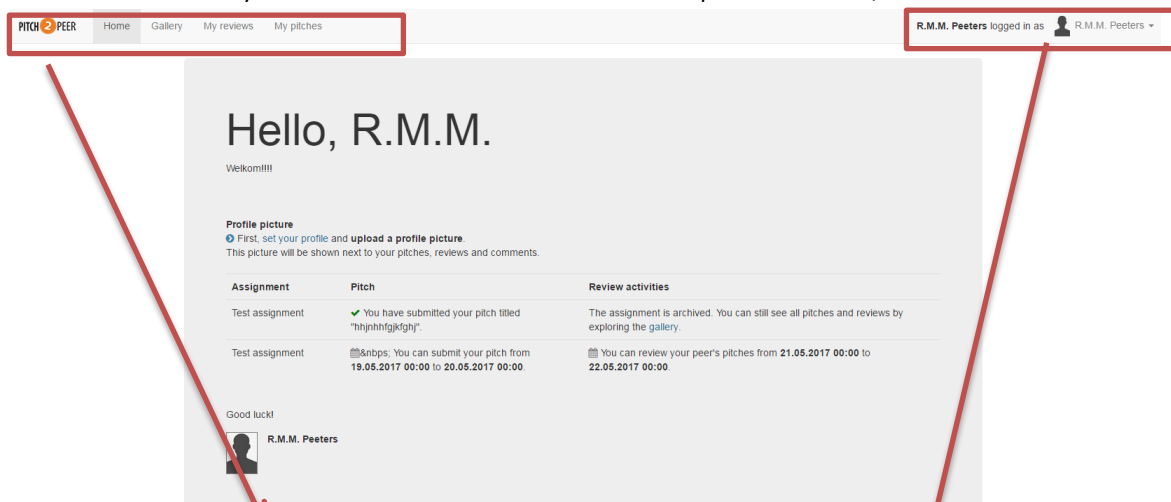 PITCH 2 PEER Home Gallery My reviews My pitches R.M.M. Peeters logged in as R.M.M. Peeters
Hello, R.M.M.
Welkom!!!!
Profile picture
First, set your profile and upload a profile picture.
This picture will be shown next to your pitches, reviews and comments.
Assignment Pitch Review activities
Test assignment You have submitted your pitch titled The assignment is archived. You can still see all pitches and reviews by
"hhjnhhfgjkfghj". exploring the gallery.
Test assignment &nbps; You can submit your pitch from You can review your peer's pitches from 21.05.2017 00:00 to
19.05.2017 00:00 to 20.05.2017 00:00. 22.05.2017 00:00.
Good luck!
R.M.M. Peeters